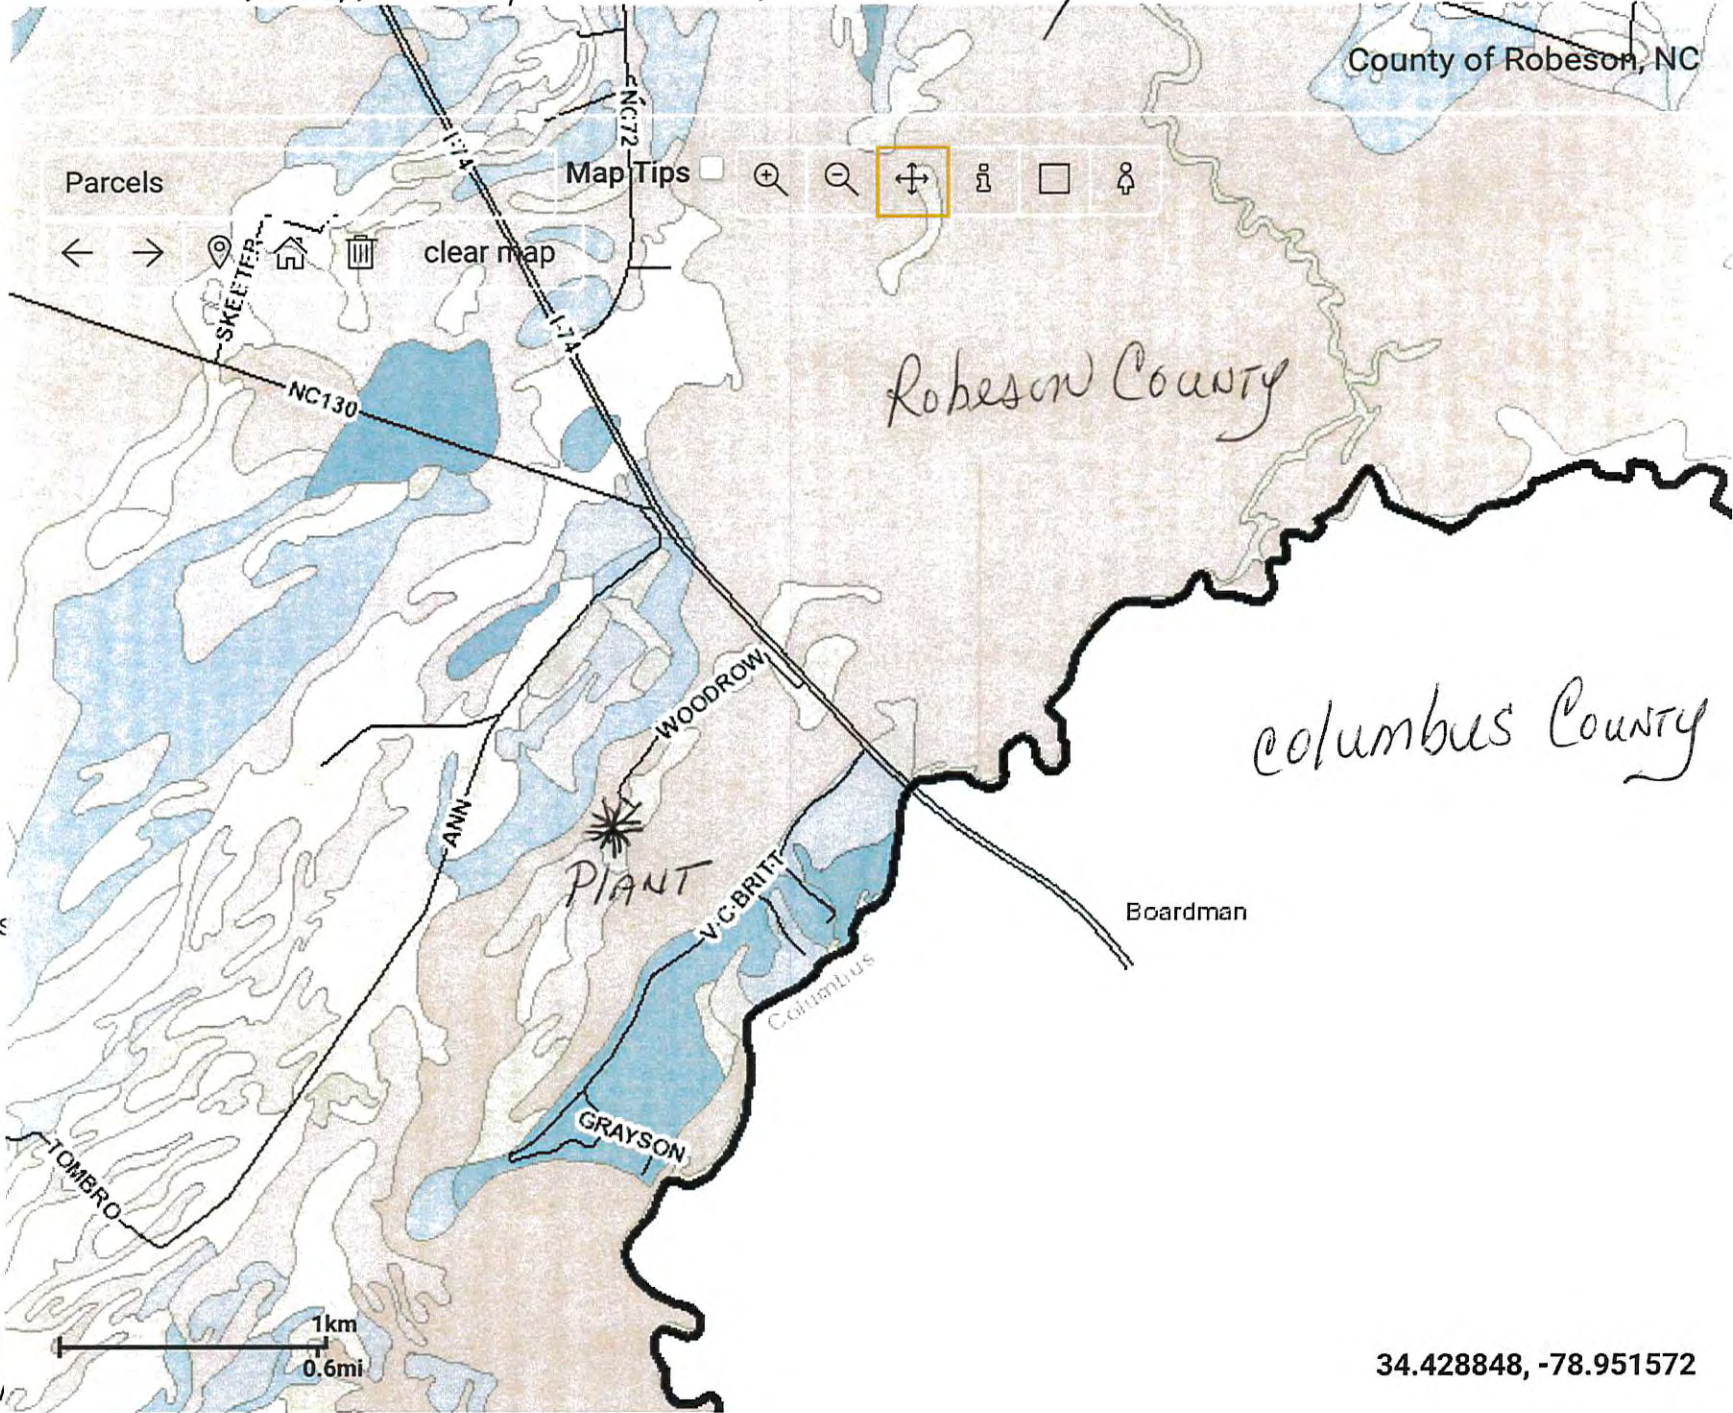 County of Robeson, NC
NC72
I-74
Parcels
Map Tips
clear map
SKEETER
I-74
NC130
Robeson County
WOODROW
Columbus County
ANN
PLANT
V-C-BRITT
Boardman
Columbus
GRAYSON
TOMBRO
1km
0.6mi
34.428848, -78.951572